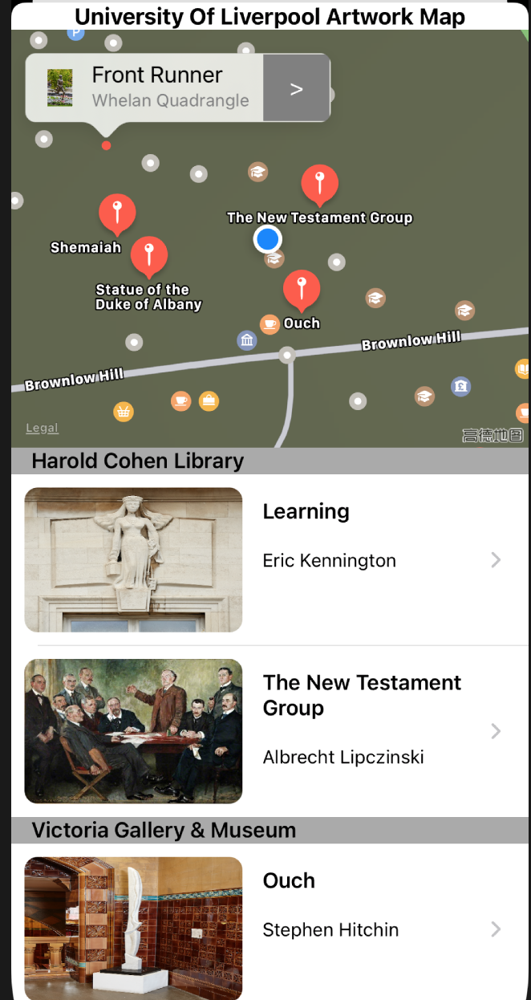 University Of Liverpool Artwork Map
P
Front Runner
Whelan Quadrangle
>
The New Testament Group
Shemaiah
Statue of the
Duke of Albany
Ouch
Brownlow Hill
Brownlow Hill
Legal
高德地图
Harold Cohen Library
Learning
Eric Kennington
The New Testament
Group
Albrecht Lipczinski
Victoria Gallery & Museum
Ouch
Stephen Hitchin